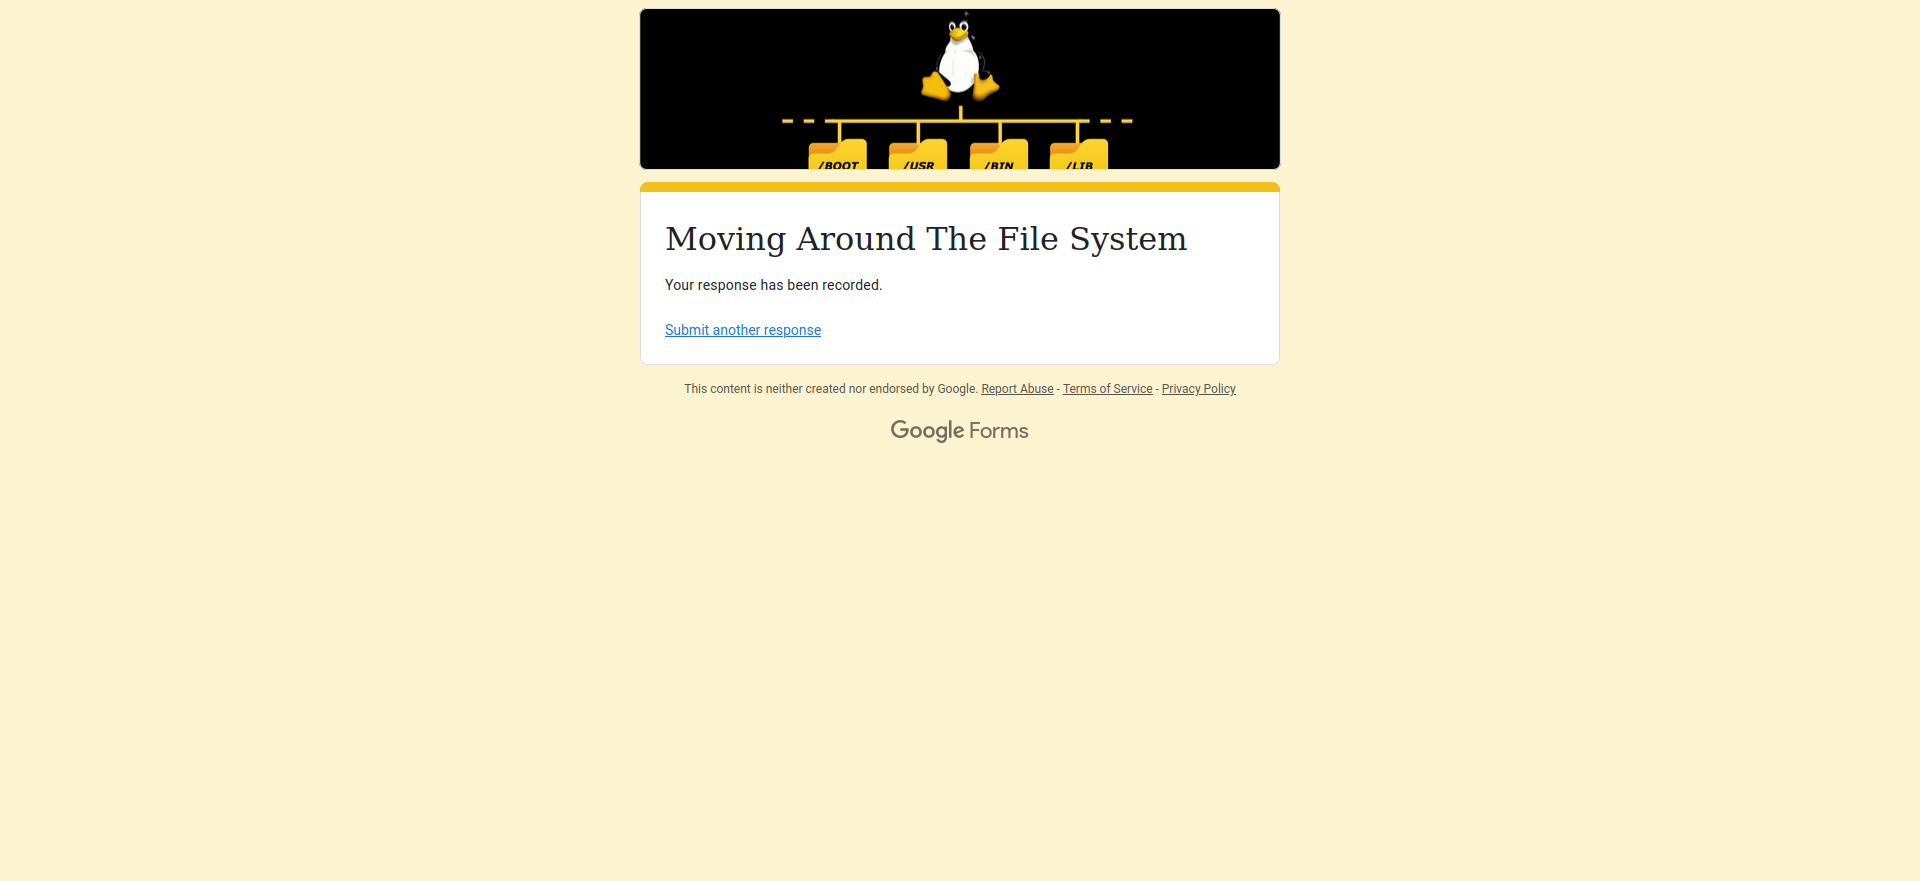 /BOOT /USR /BIN /LIB
Moving Around The File System
Your response has been recorded.
Submit another response
This content is neither created nor endorsed by Google. Report Abuse - Terms of Service - Privacy Policy
Google Forms